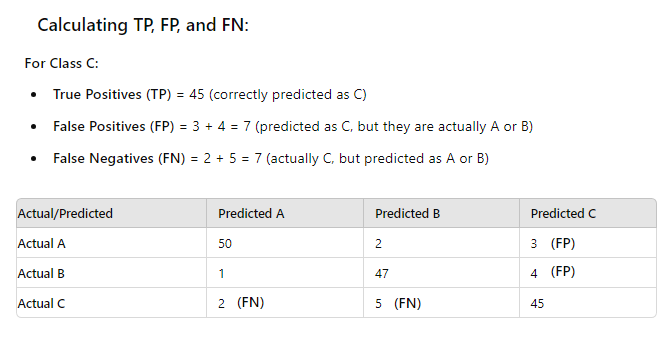 Calculating TP, FP, and FN:
For Class C:
• True Positives (TP) = 45 (correctly predicted as C)
• False Positives (FP) = 3 + 4 = 7 (predicted as C, but they are actually A or B)
• False Negatives (FN) = 2 + 5 = 7 (actually C, but predicted as A or B)
Actual/Predicted Predicted A Predicted B Predicted C
Actual A 50 2 3 (FP)
Actual B 1 47 4 (FP)
Actual C 2 (FN) 5 (FN) 45